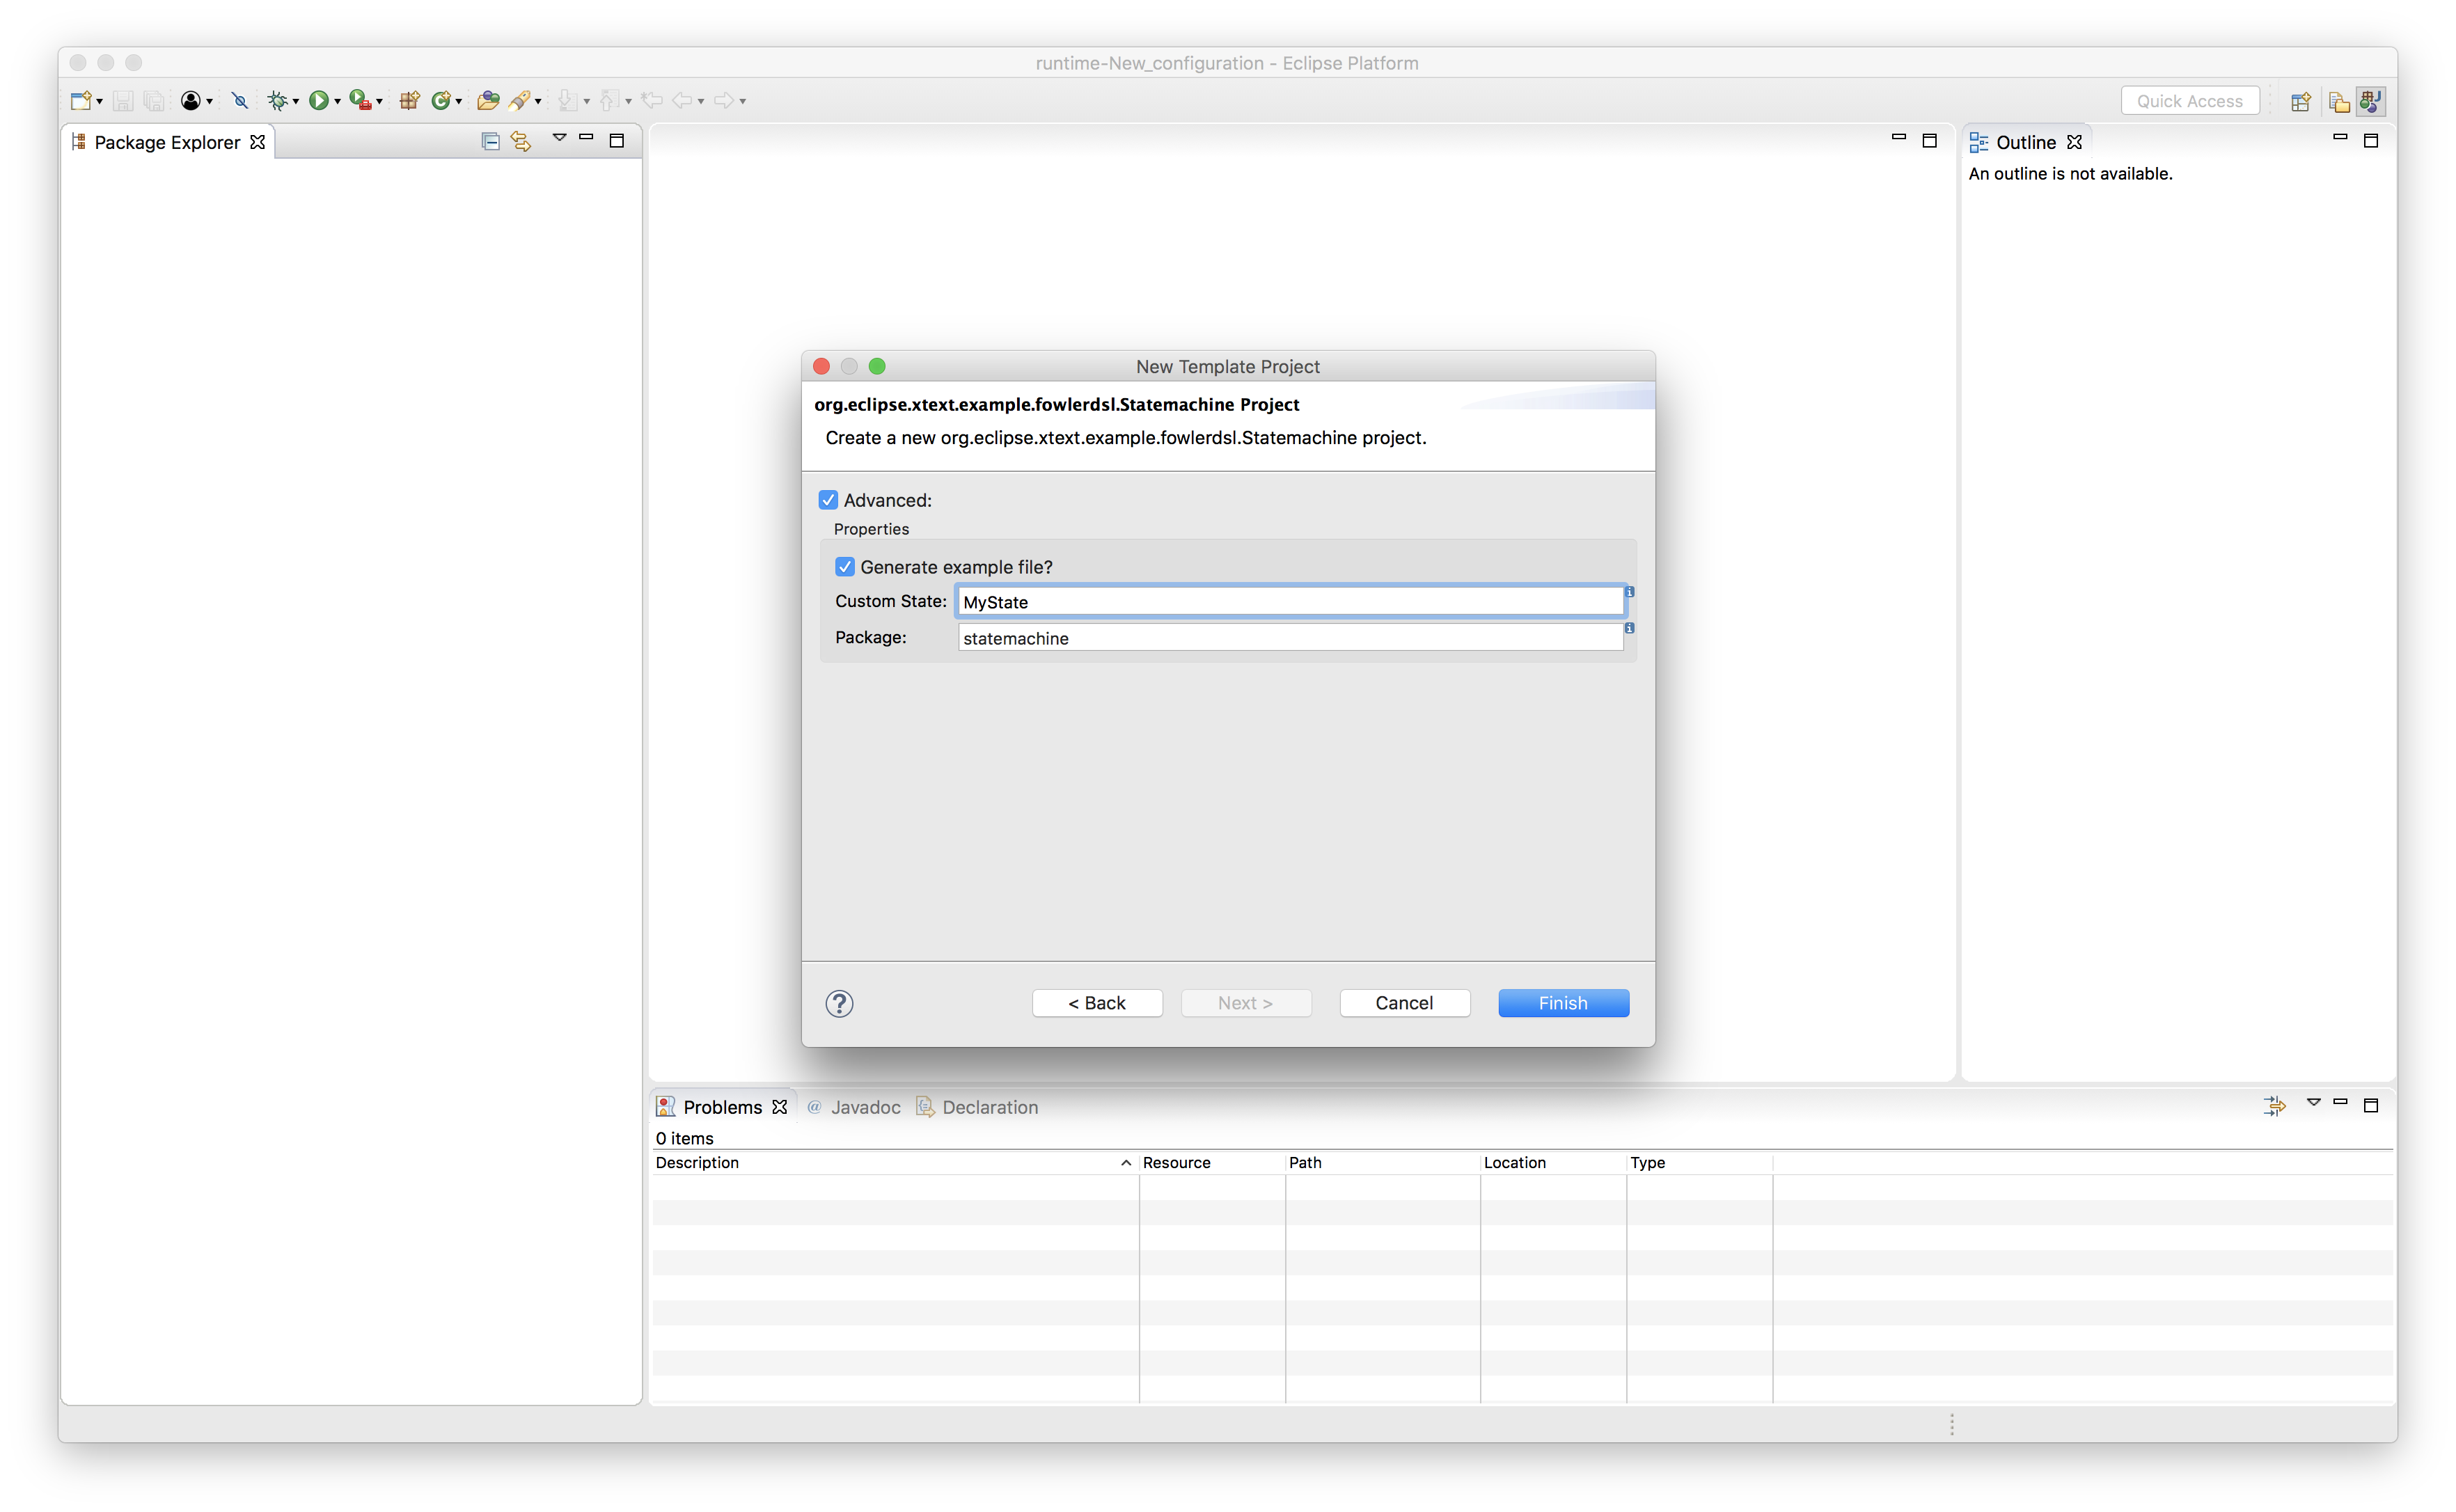 runtime-New_configuration - Eclipse Platform
Quick Access
Package Explorer
Outline
An outline is not available.
New Template Project
org.eclipse.xtext.example.fowlerdsl.Statemachine Project
Create a new org.eclipse.xtext.example.fowlerdsl.Statemachine project.
Advanced:
Properties
Generate example file?
Custom State: MyState
Package: statemachine
? < Back Next > Cancel Finish
Problems @ Javadoc Declaration
0 items
Description Resource Path Location Type